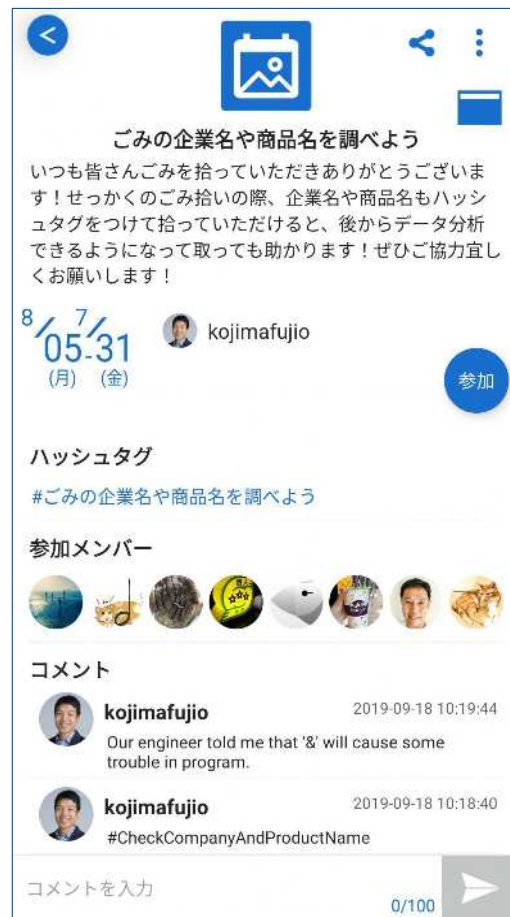 ごみの企業名や商品名を調べよう
いつも皆さんごみを拾っていただきありがとうございま
す！せっかくのごみ拾いの際、企業名や商品名もハッシ
ュタグをつけて拾っていただけると、後からデータ分析
できるようになって取っても助かります！ぜひご協力宜し
くお願いします！
8/05-7/31
(月) (金)
kojimafujio
参加
ハッシュタグ
#ごみの企業名や商品名を調べよう
参加メンバー
コメント
kojimafujio 2019-09-18 10:19:44
Our engineer told me that '&' will cause some
trouble in program.
kojimafujio 2019-09-18 10:18:40
#CheckCompanyAndProductName
コメントを入力
0/100